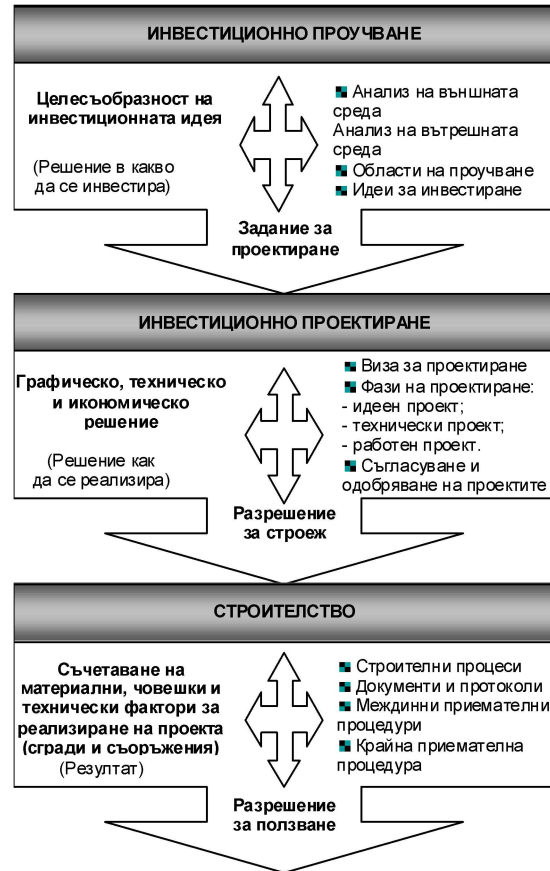 ИНВЕСТИЦИОННО ПРОУЧВАНЕ
Целесъобразност на
инвестиционната идея
(Решение в какво
да се инвестира)
Анализ на външната
среда
Анализ на вътрешната
среда
Области на проучване
Идеи за инвестиране
Задание за
проектиране
ИНВЕСТИЦИОННО ПРОЕКТИРАНЕ
Графическо, техническо
и икономическо
решение
(Решение как
да се реализира)
Виза за проектиране
Фази на проектиране:
- идеен проект;
- технически проект;
- работен проект.
Съгласуване и
одобряване на проектите
Разрешение
за строеж
СТРОИТЕЛСТВО
Съчетаване на
материални, човешки и
технически фактори за
реализиране на проекта
(сгради и съоръжения)
(Резултат)
Строителни процеси
Документи и протоколи
Междинни приемателни
процедури
Крайна приемателна
процедура
Разрешение
за ползване